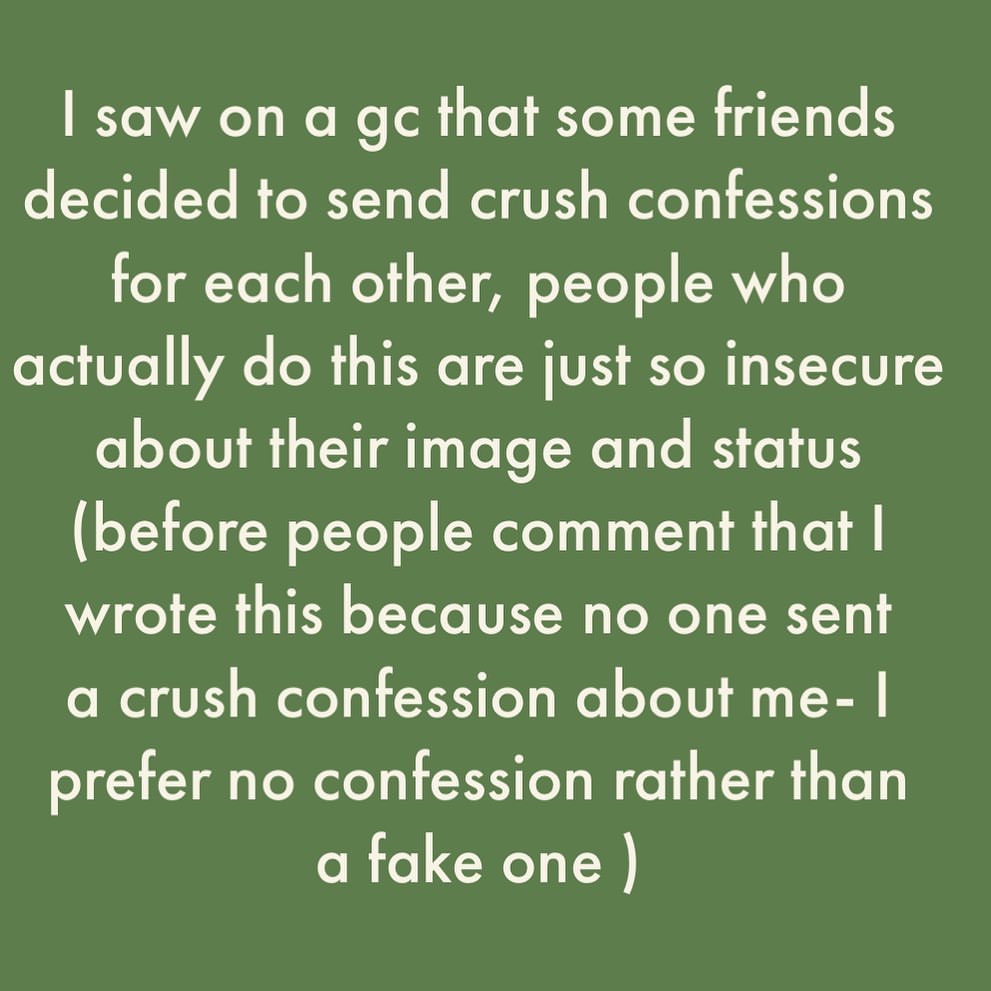 I saw on a gc that some friends
decided to send crush confessions
for each other, people who
actually do this are just so insecure
about their image and status
(before people comment that I
wrote this because no one sent
a crush confession about me- I
prefer no confession rather than
a fake one )